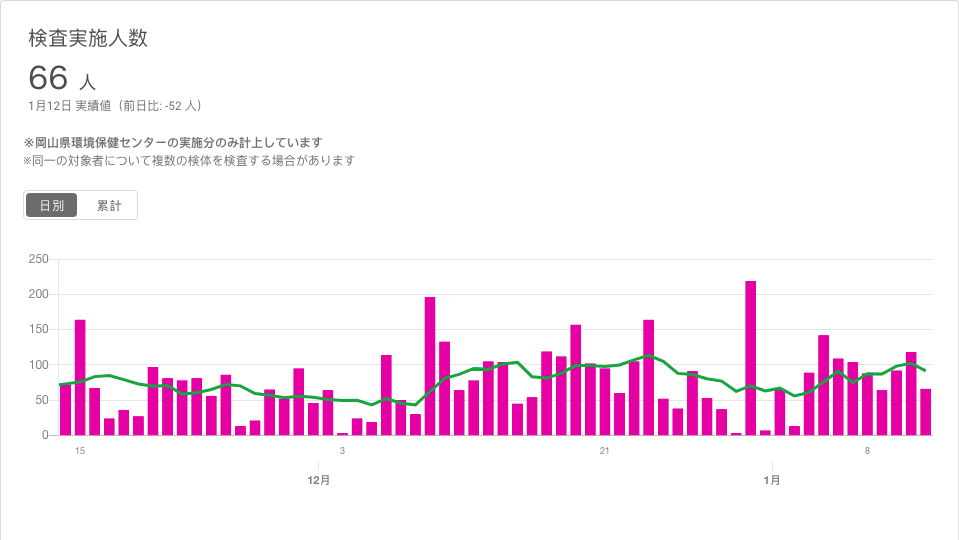 検査実施人数
66 人
1月12日 実績値（前日比: -52 人）
※岡山県環境保健センターの実施分のみ計上しています
※同一の対象者について複数の検体を検査する場合があります
日別 累計
250
200
150
100
50
0
15 3 21 8
12月 1月